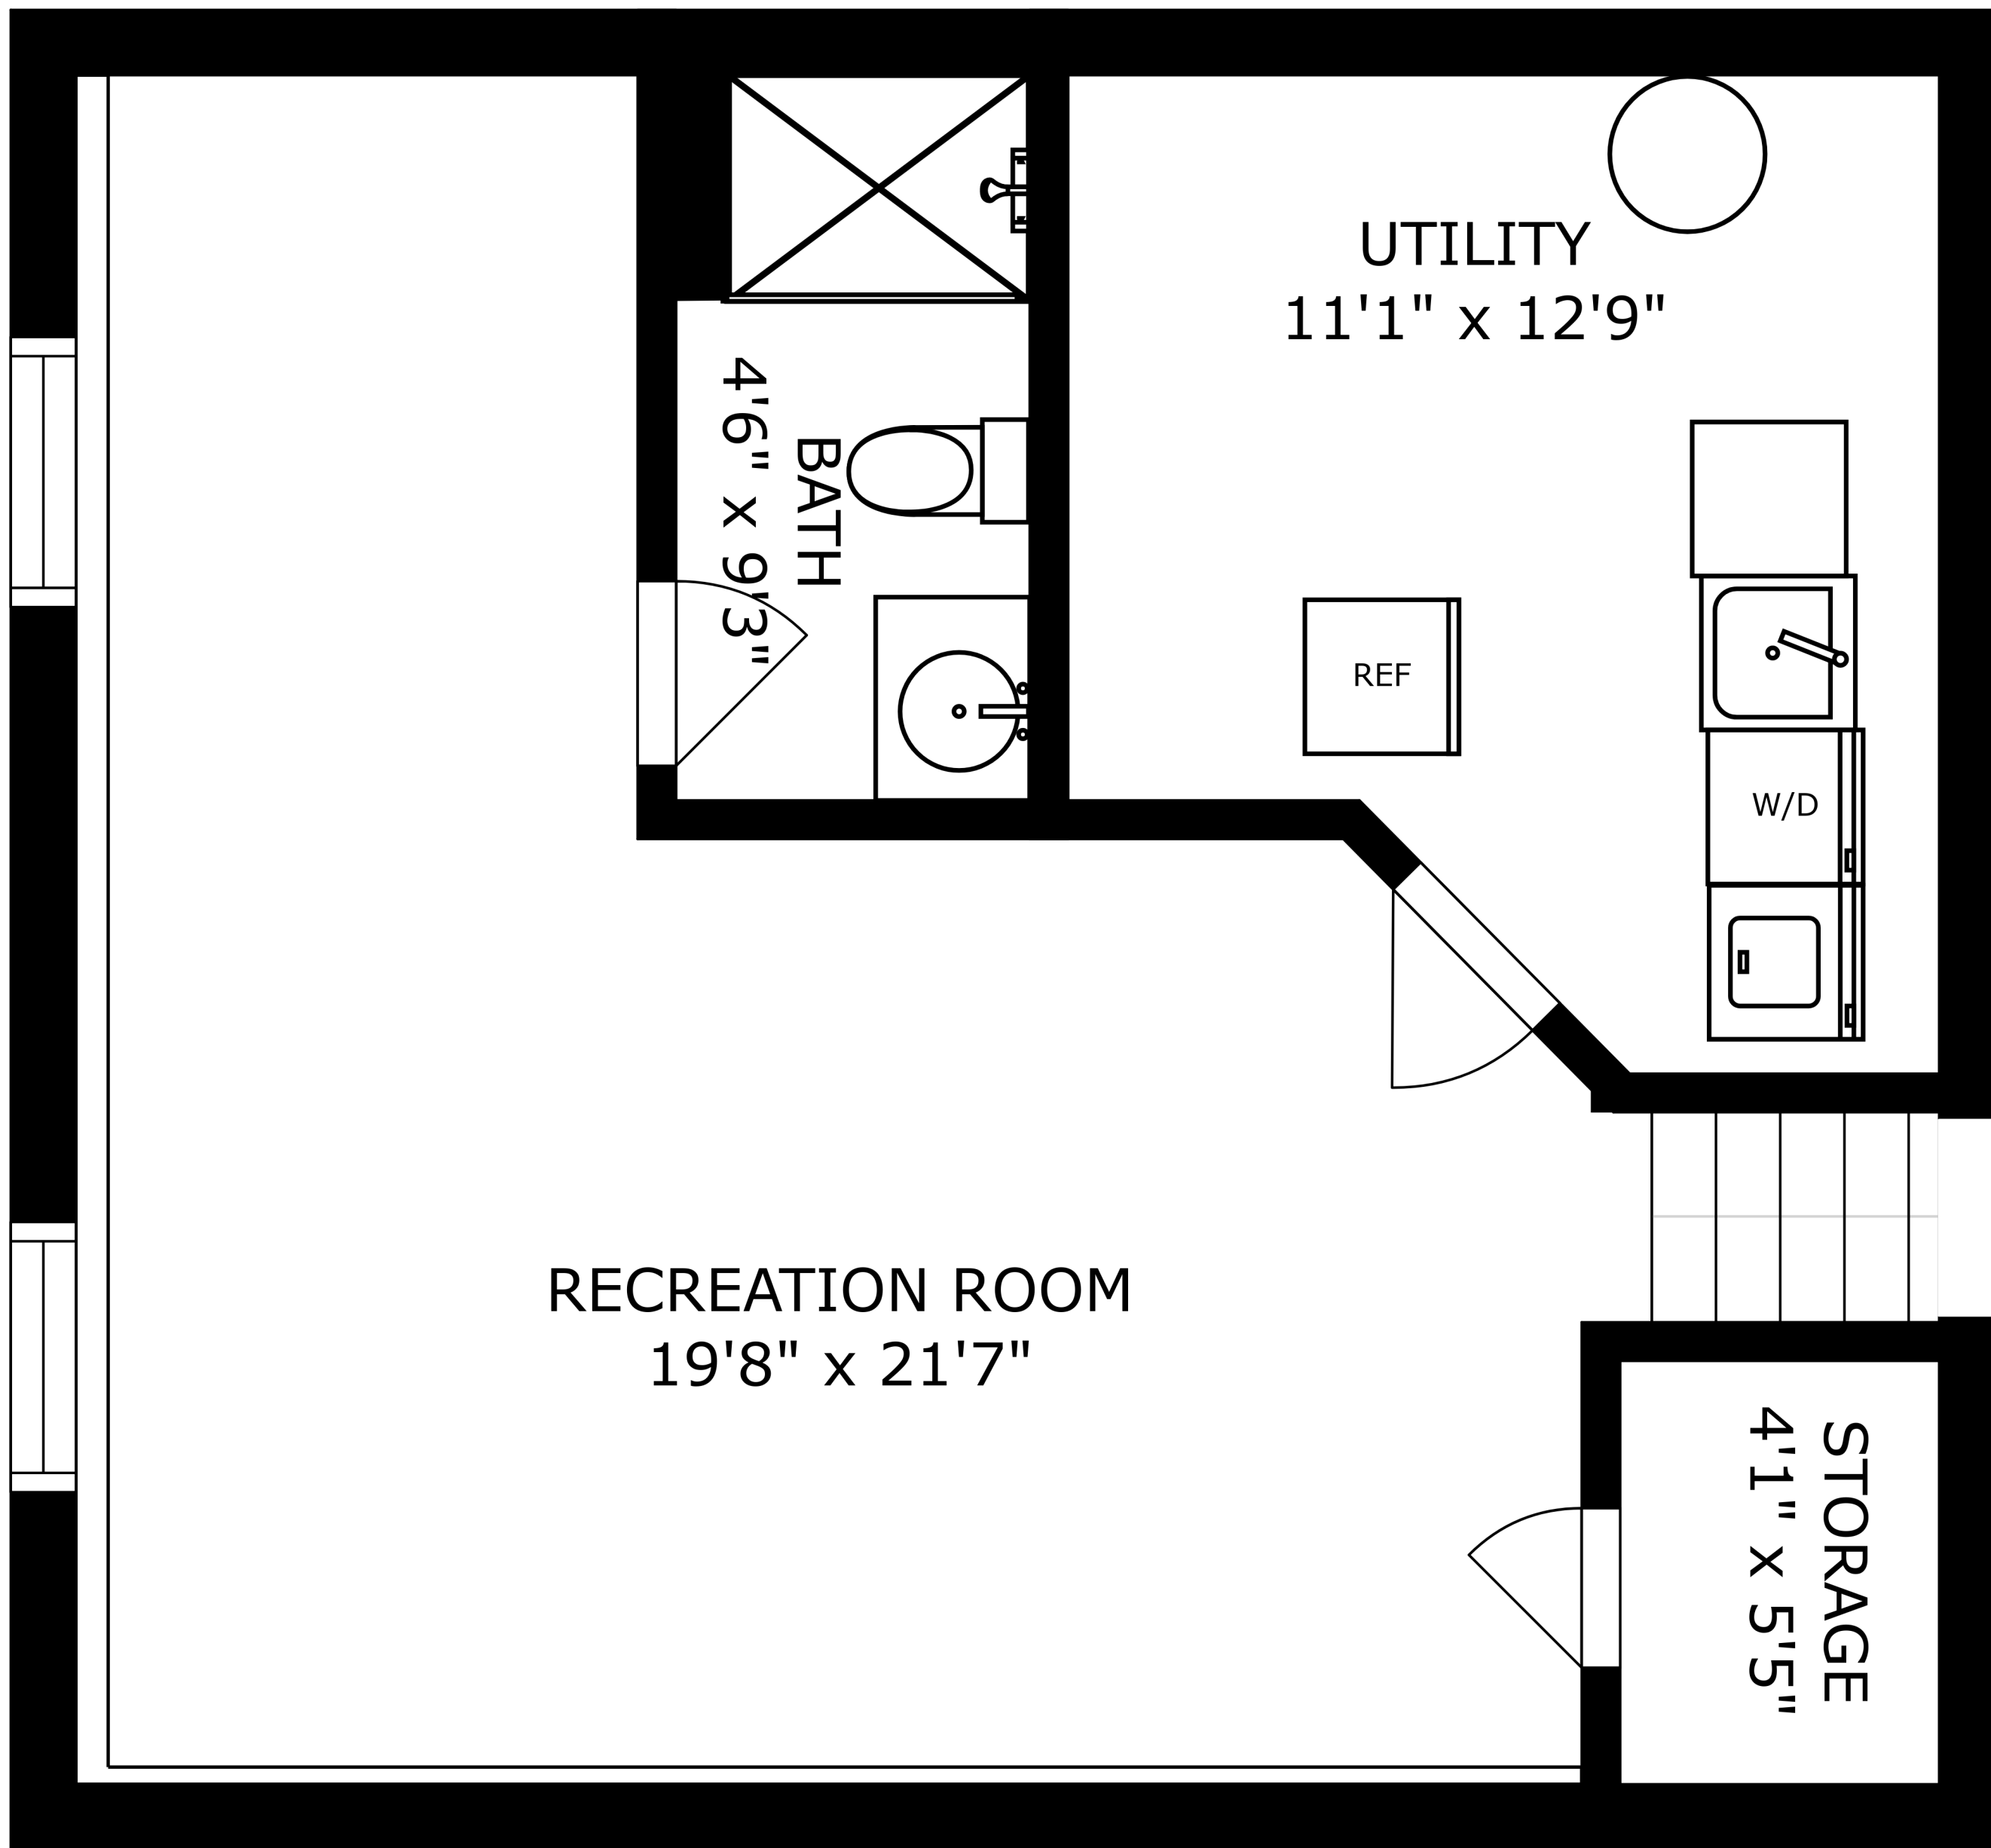 UTILITY
11'1" x 12'9"
BATH
4'6" x 9'3"
REF
W/D
RECREATION ROOM
19'8" x 21'7"
STORAGE
4'1" x 5'5"